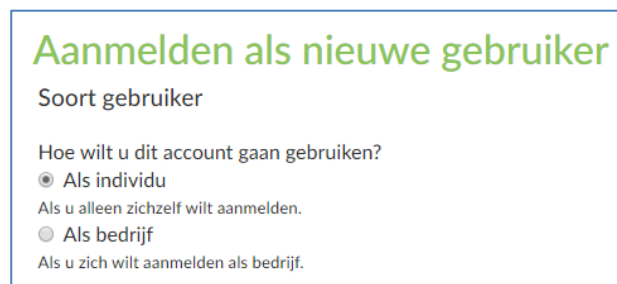 Aanmelden als nieuwe gebruiker
Soort gebruiker
Hoe wilt u dit account gaan gebruiken?
Als individu
Als u alleen zichzelf wilt aanmelden.
Als bedrijf
Als u zich wilt aanmelden als bedrijf.